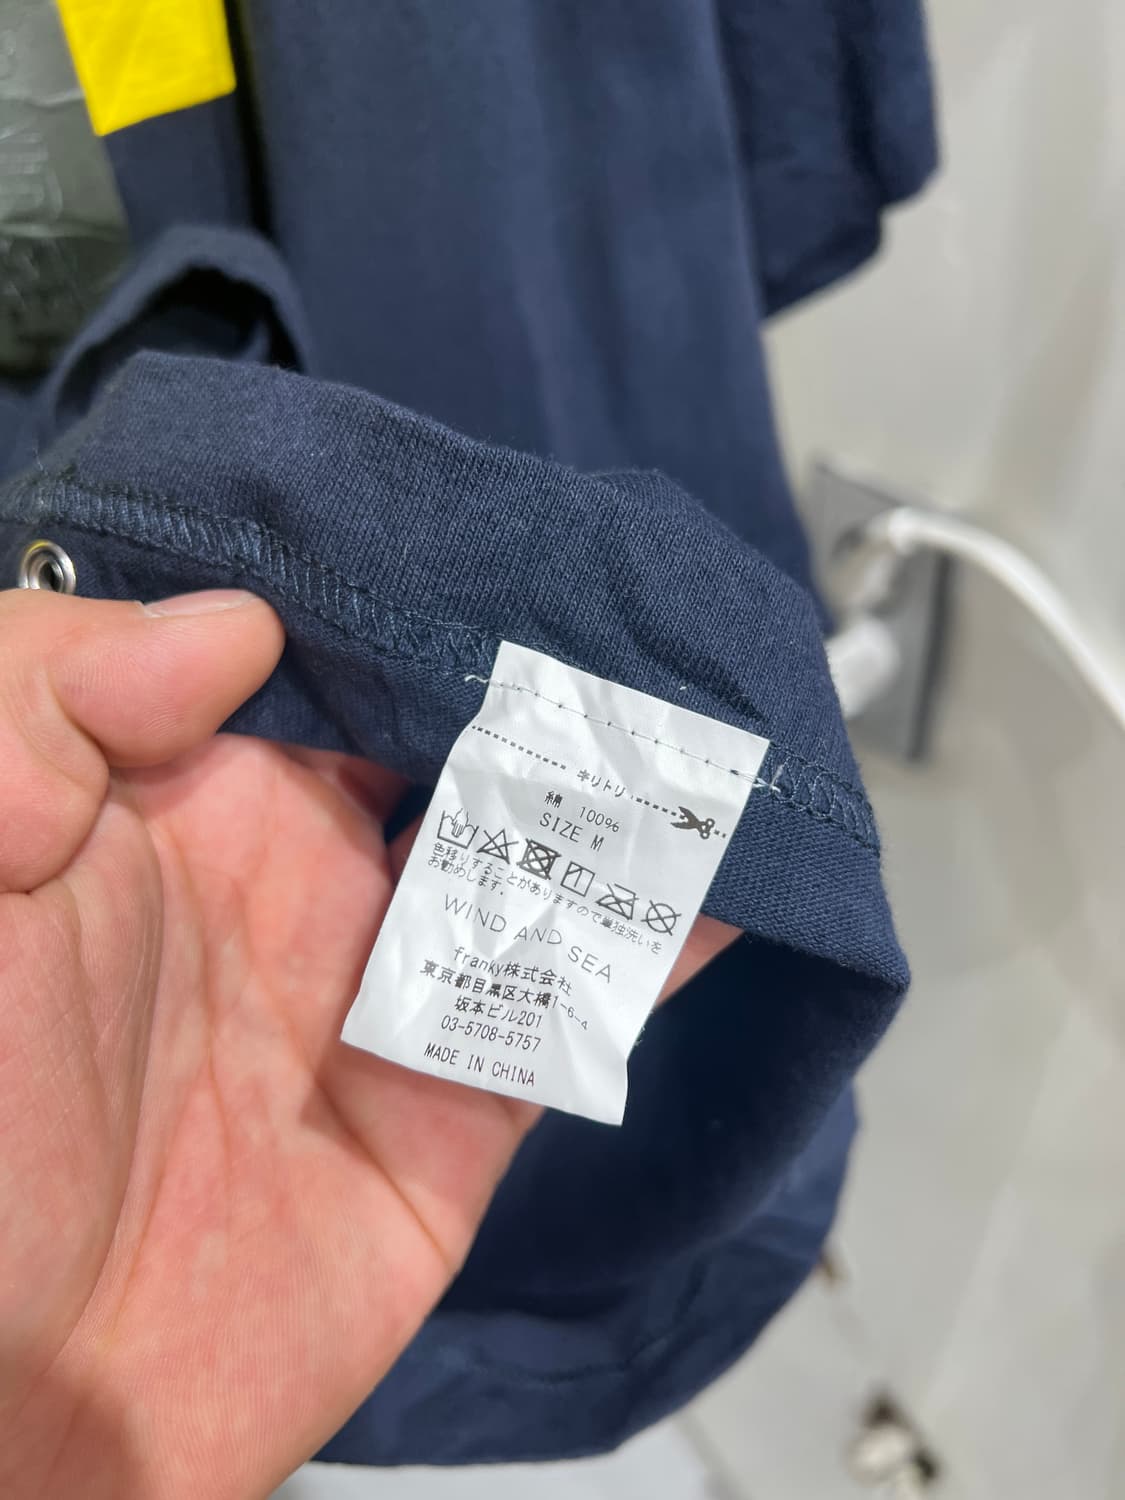 キリトリ
綿 100%
SIZE M
色移りすることがありますので単独洗いを
お勧めします。
WIND AND SEA
franky株式会社
東京都目黒区大橋1-6-4
坂本ビル201
03-5708-5757
MADE IN CHINA